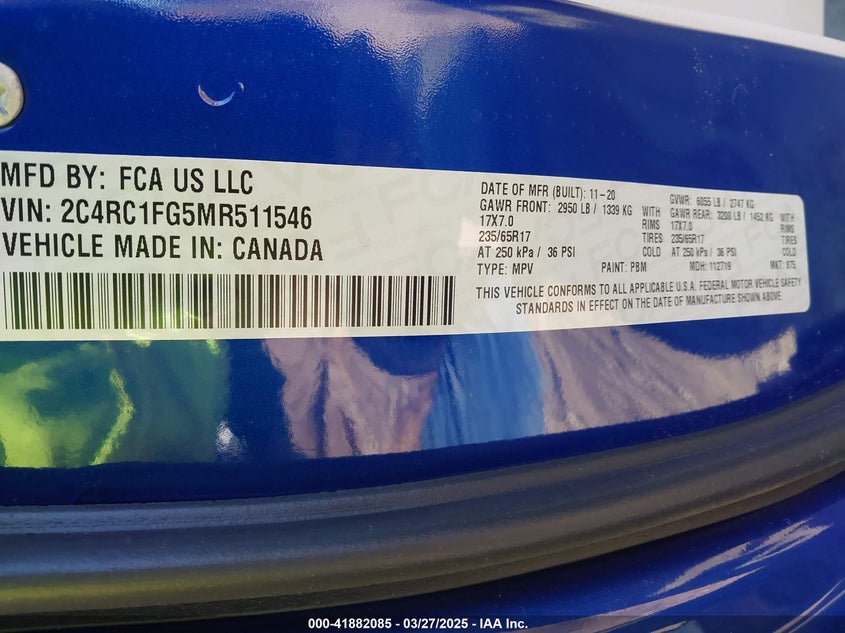 MFD BY: FCA US LLC
VIN: 2C4RC1FG5MR511546
VEHICLE MADE IN: CANADA
DATE OF MFR (BUILT): 11-20 GVWR: 6055 LB / 2747 KG
GAWR FRONT: 2950 LB / 1339 KG WITH GAWR REAR: 3200 LB / 1452 KG WITH
17X7.0 RIMS 17X7.0 RIMS
235/65R17 TIRES 235/65R17 TIRES
AT 250 kPa / 36 PSI COLD AT 250 kPa / 36 PSI COLD
TYPE: MPV PAINT: PBM MDH: 112719 MKT: 875
THIS VEHICLE CONFORMS TO ALL APPLICABLE U.S.A. FEDERAL MOTOR VEHICLE SAFETY
STANDARDS IN EFFECT ON THE DATE OF MANUFACTURE SHOWN ABOVE.
000-41882085 - 03/27/2025 - IAA Inc.